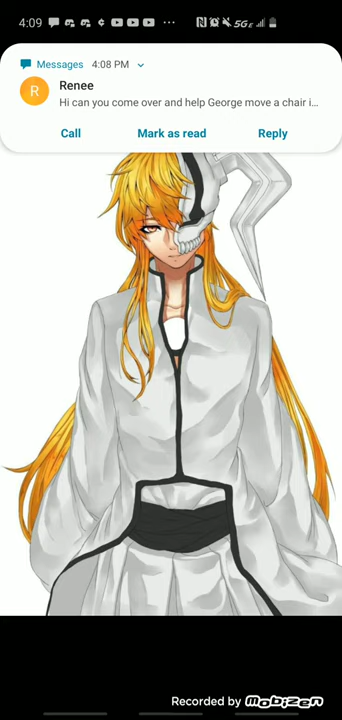 4:09 5GE
Messages 4:08 PM
R
Renee
Hi can you come over and help George move a chair i...
Call Mark as read Reply
Recorded by Mobizen